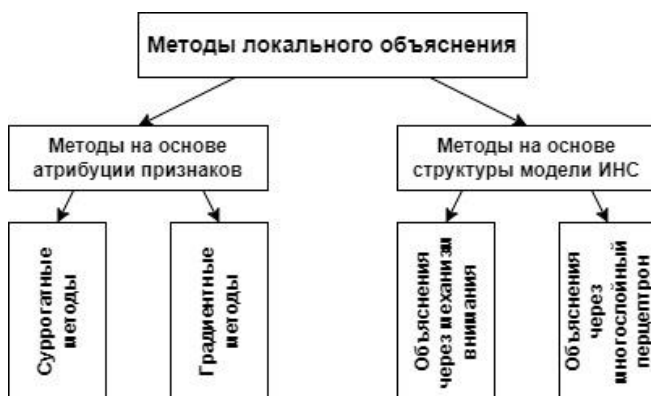 Методы локального объяснения
Методы на основе
атрибуции признаков
Методы на основе
структуры модели ИНС
Суррогатные
методы
Градиентные
методы
Объяснения
через механизм
внимания
Объяснения
через
многослойный
перцептрон